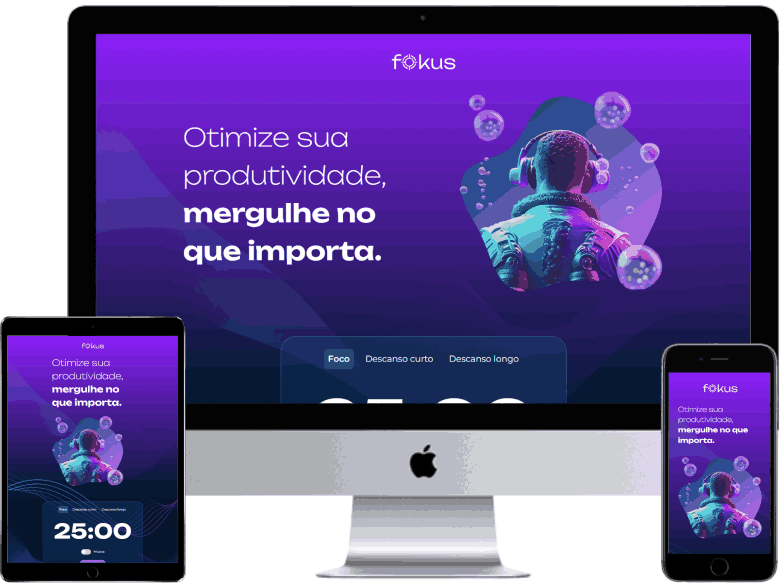 fokus
Otimize sua
produtividade,
mergulhe no
que importa.
Foco Descanso curto Descanso longo
fokus
Otimize sua
produtividade,
mergulhe no
que importa.
Foco Descanso curto Descanso longo
25:00
Música
fokus
Otimize sua
produtividade,
mergulhe no que
importa.